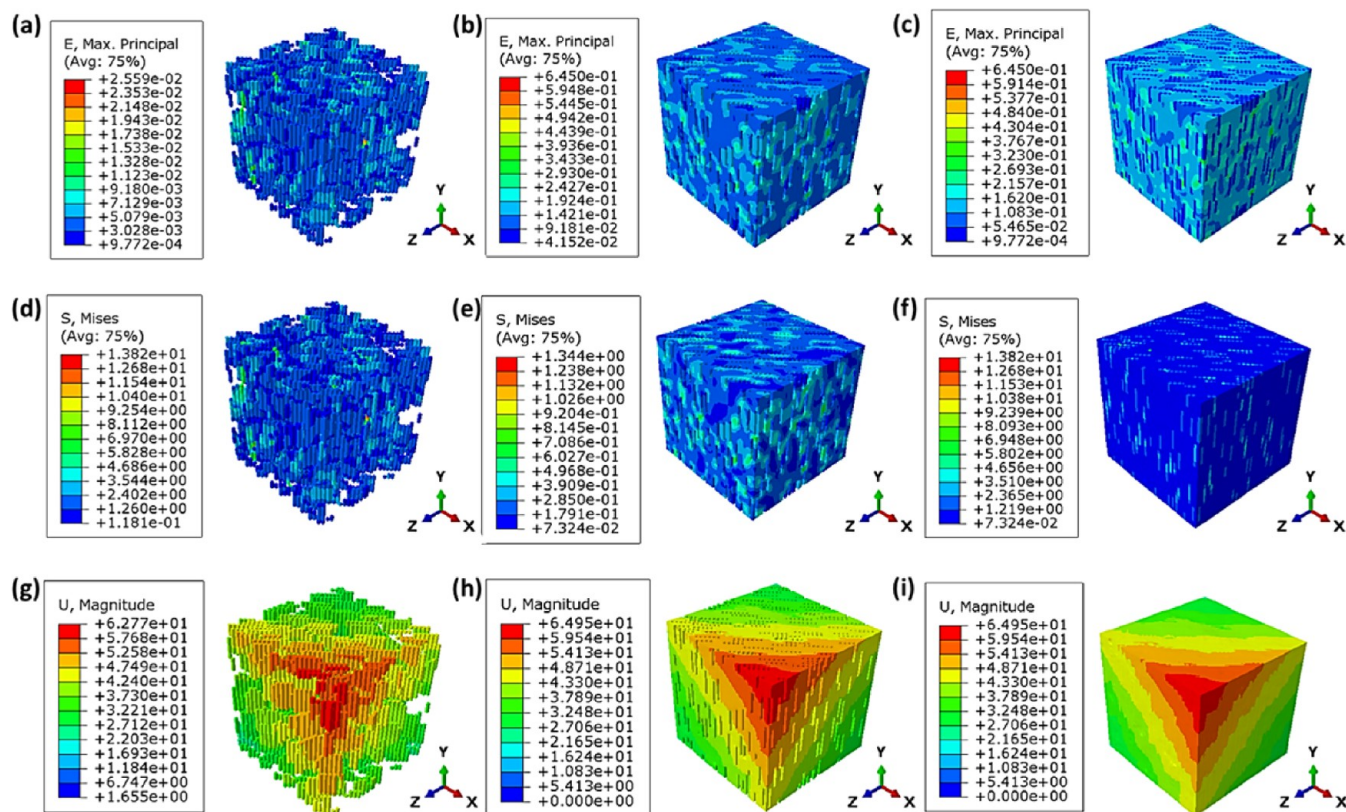 (a)
E, Max. Principal
(Avg: 75%)
+2.559e-02
+2.353e-02
+2.148e-02
+1.943e-02
+1.738e-02
+1.533e-02
+1.328e-02
+1.123e-02
+9.180e-03
+7.129e-03
+5.079e-03
+3.028e-03
+9.772e-04
Y
Z
X
(b)
E, Max. Principal
(Avg: 75%)
+6.450e-01
+5.948e-01
+5.445e-01
+4.942e-01
+4.439e-01
+3.936e-01
+3.433e-01
+2.930e-01
+2.427e-01
+1.924e-01
+1.421e-01
+9.181e-02
+4.152e-02
Y
Z
X
(c)
E, Max. Principal
(Avg: 75%)
+6.450e-01
+5.914e-01
+5.377e-01
+4.840e-01
+4.304e-01
+3.767e-01
+3.230e-01
+2.693e-01
+2.157e-01
+1.620e-01
+1.083e-01
+5.465e-02
+9.772e-04
Y
Z
X
(d)
S, Mises
(Avg: 75%)
+1.382e+01
+1.268e+01
+1.154e+01
+1.040e+01
+9.254e+00
+8.112e+00
+6.970e+00
+5.828e+00
+4.686e+00
+3.544e+00
+2.402e+00
+1.260e+00
+1.181e-01
Y
Z
X
(e)
S, Mises
(Avg: 75%)
+1.344e+00
+1.238e+00
+1.132e+00
+1.026e+00
+9.204e-01
+8.145e-01
+7.086e-01
+6.027e-01
+4.968e-01
+3.909e-01
+2.850e-01
+1.791e-01
+7.324e-02
Y
Z
X
(f)
S, Mises
(Avg: 75%)
+1.382e+01
+1.268e+01
+1.153e+01
+1.038e+01
+9.239e+00
+8.093e+00
+6.948e+00
+5.802e+00
+4.656e+00
+3.510e+00
+2.365e+00
+1.219e+00
+7.324e-02
Y
Z
X
(g)
U, Magnitude
+6.277e+01
+5.768e+01
+5.258e+01
+4.749e+01
+4.240e+01
+3.730e+01
+3.221e+01
+2.712e+01
+2.203e+01
+1.693e+01
+1.184e+01
+6.747e+00
+1.655e+00
Y
Z
X
(h)
U, Magnitude
+6.495e+01
+5.954e+01
+5.413e+01
+4.871e+01
+4.330e+01
+3.789e+01
+3.248e+01
+2.706e+01
+2.165e+01
+1.624e+01
+1.083e+01
+5.413e+00
+0.000e+00
Y
Z
X
(i)
U, Magnitude
+6.495e+01
+5.954e+01
+5.413e+01
+4.871e+01
+4.330e+01
+3.789e+01
+3.248e+01
+2.706e+01
+2.165e+01
+1.624e+01
+1.083e+01
+5.413e+00
+0.000e+00
Y
Z
X